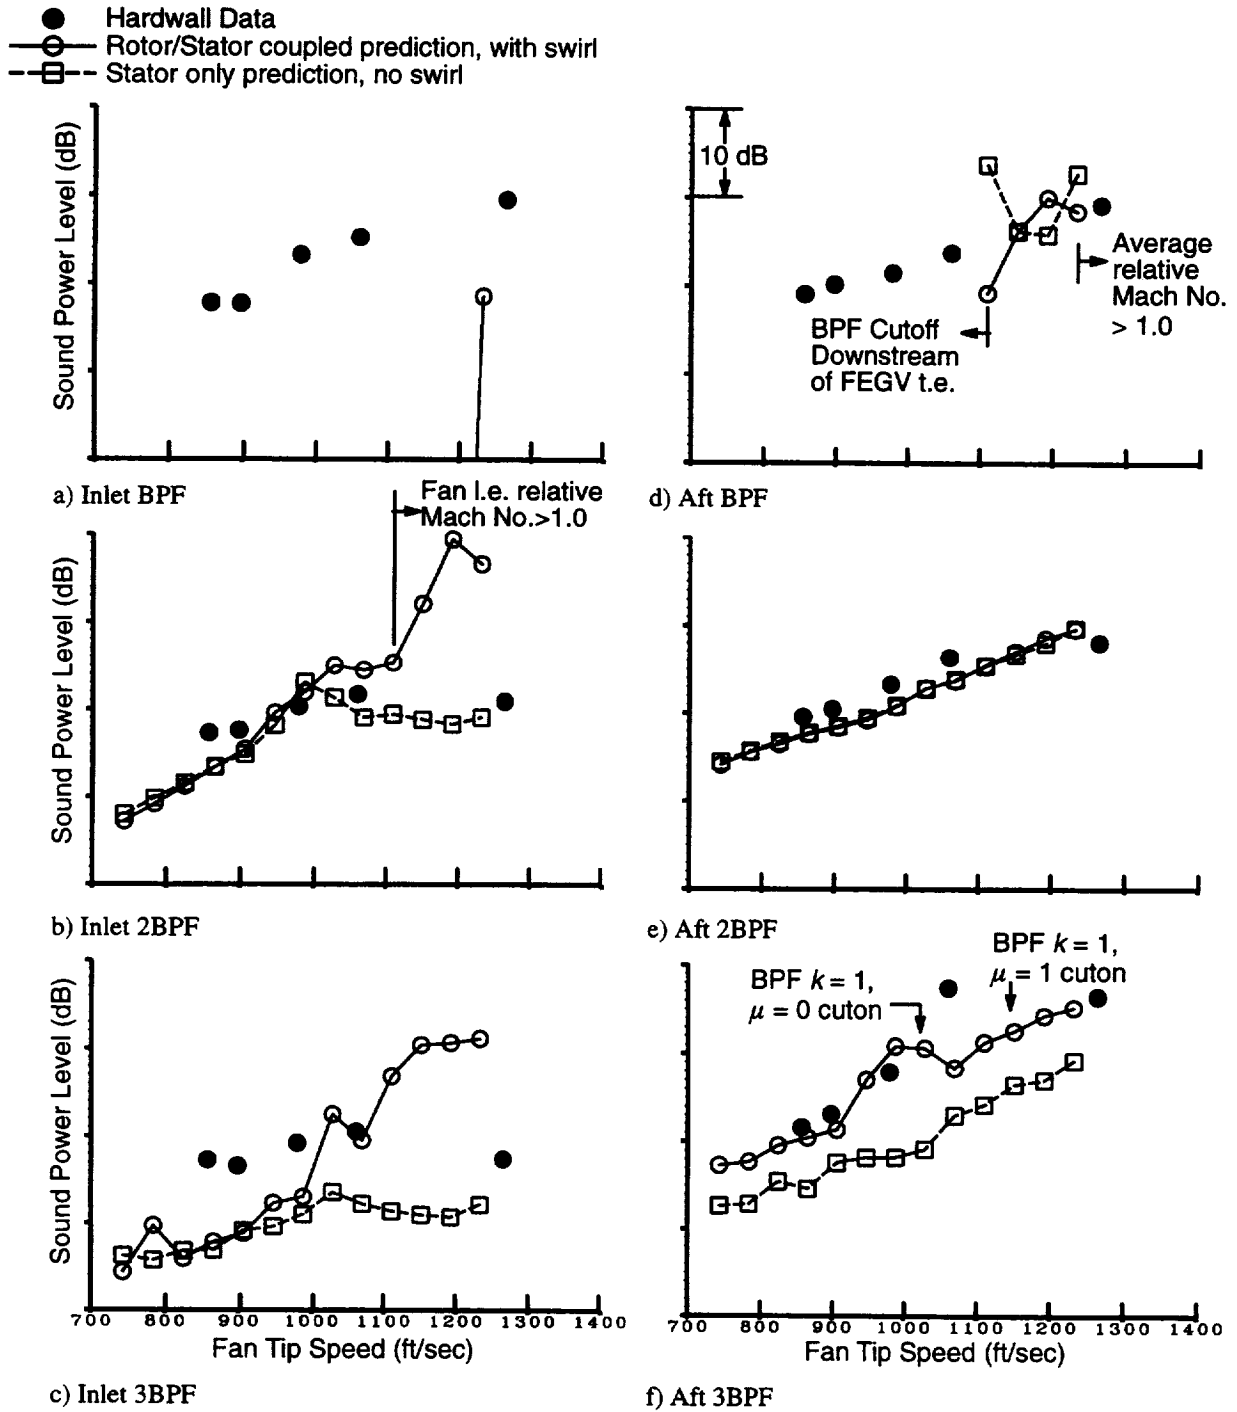 Hardwall Data
Rotor/Stator coupled prediction, with swirl
Stator only prediction, no swirl
Sound Power Level (dB)
a) Inlet BPF
10 dB
Average
relative
Mach No.
> 1.0
BPF Cutoff
Downstream
of FEGV t.e.
d) Aft BPF
Fan l.e. relative
Mach No.>1.0
Sound Power Level (dB)
b) Inlet 2BPF
e) Aft 2BPF
Sound Power Level (dB)
700 800 900 1000 1100 1200 1300 1400
Fan Tip Speed (ft/sec)
c) Inlet 3BPF
BPF k = 1,
μ = 0 cuton
BPF k = 1,
μ = 1 cuton
700 800 900 1000 1100 1200 1300 1400
Fan Tip Speed (ft/sec)
f) Aft 3BPF